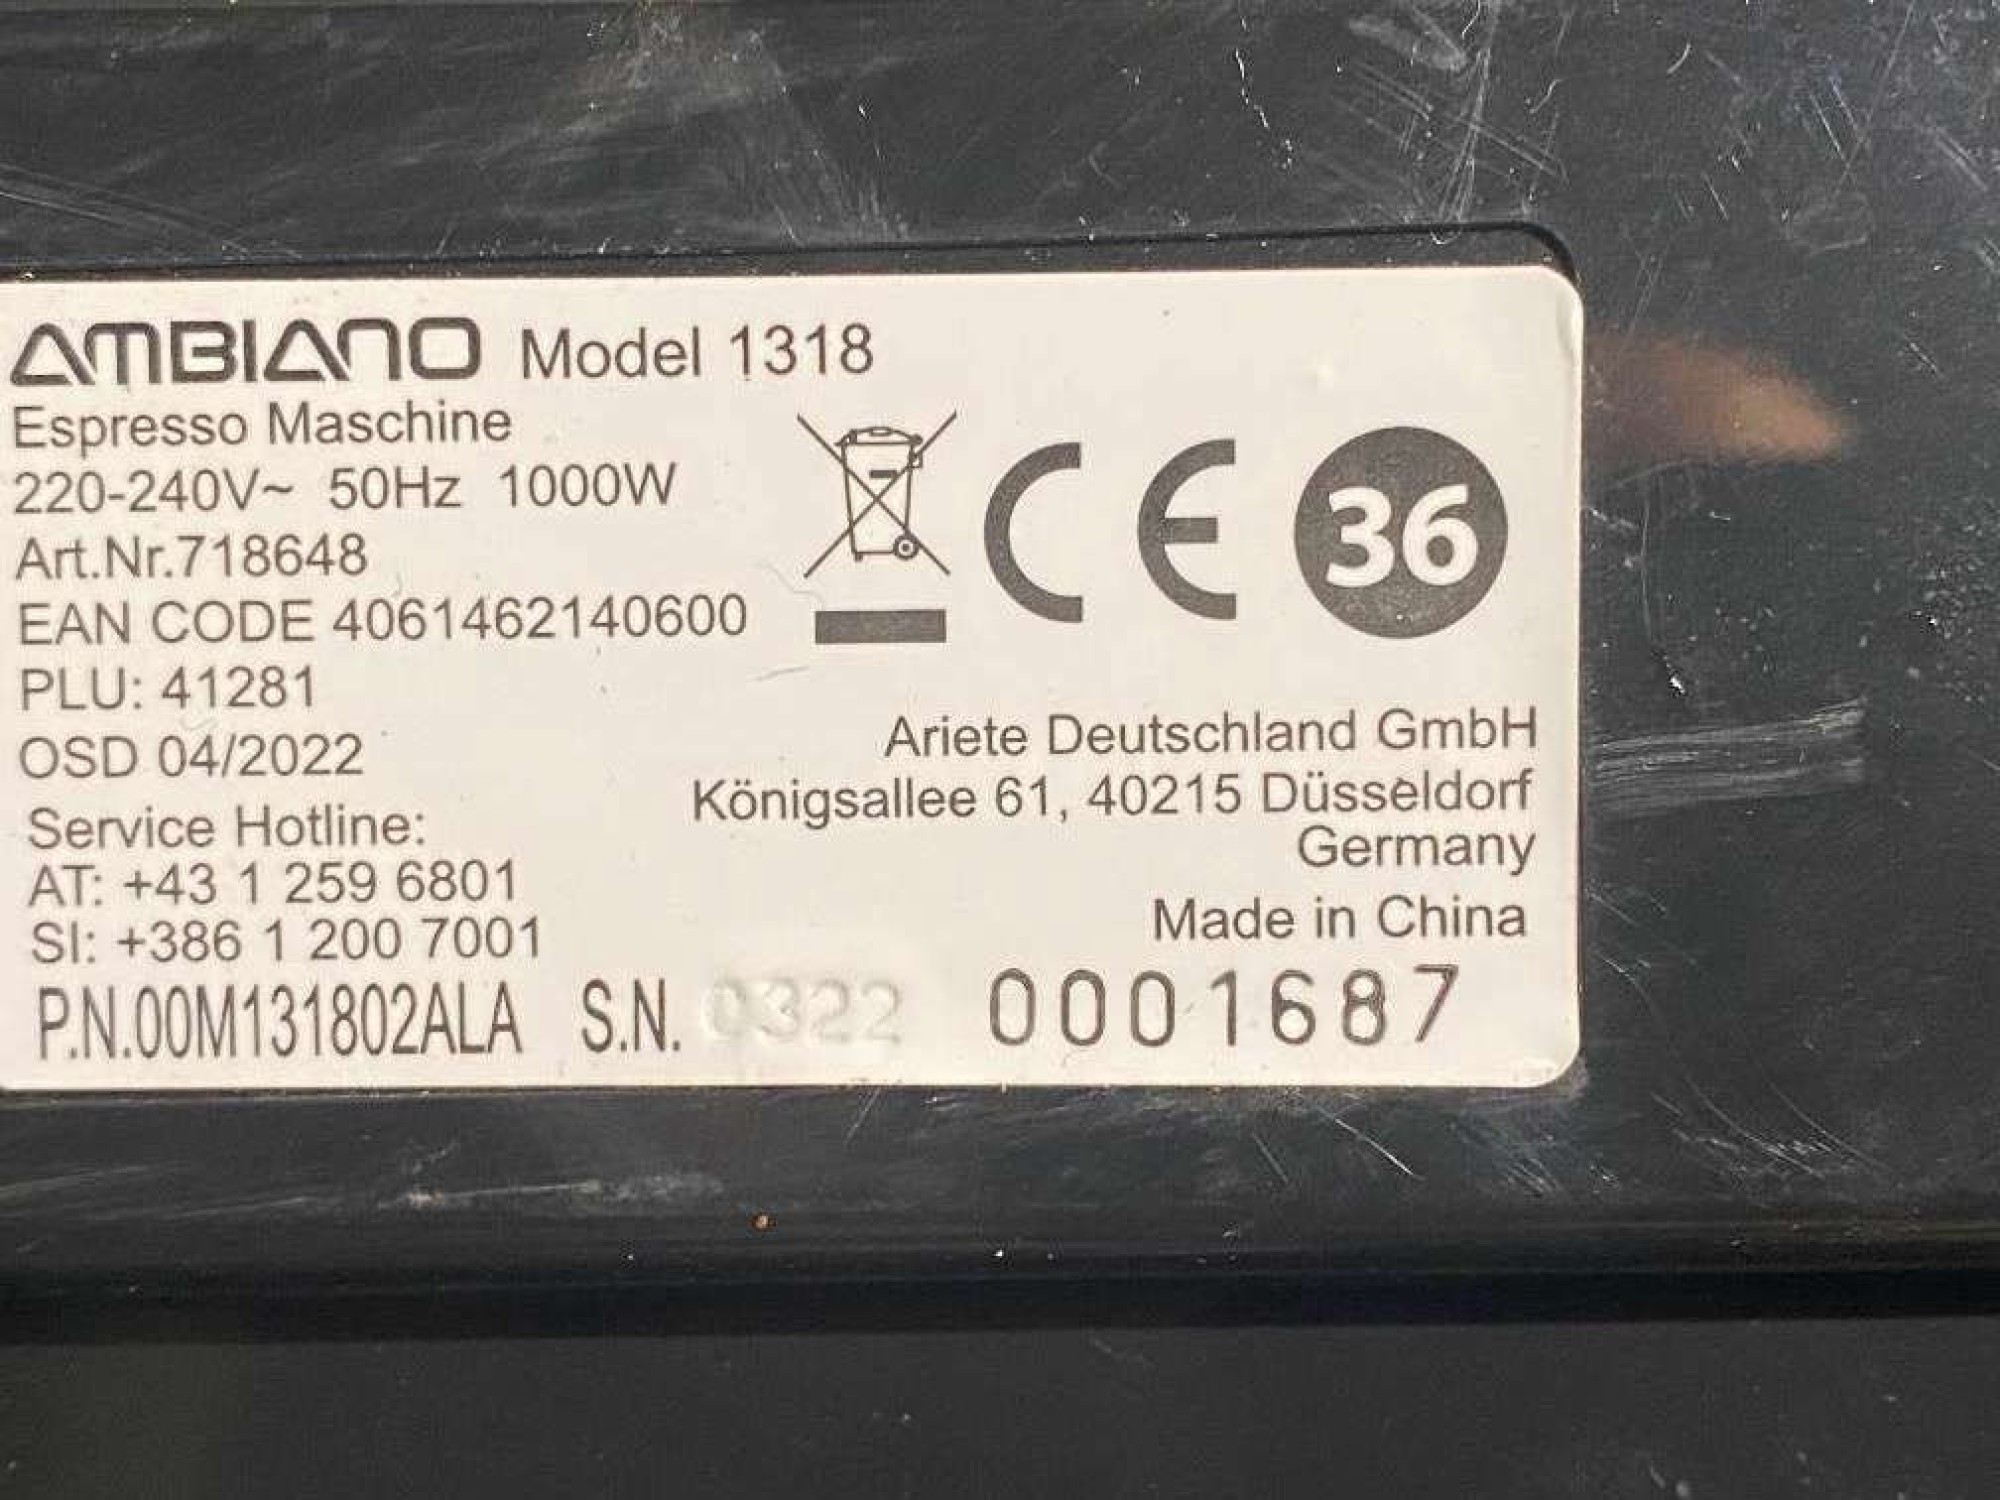 AMBIANO Model 1318
Espresso Maschine
220-240V~ 50Hz 1000W
Art.Nr.718648
EAN CODE 4061462140600
PLU: 41281
OSD 04/2022
Service Hotline:
AT: +43 1 259 6801
SI: +386 1 200 7001
P.N.00M131802ALA S.N. 0322 0001687
CE 36
Ariete Deutschland GmbH
Königsallee 61, 40215 Düsseldorf
Germany
Made in China